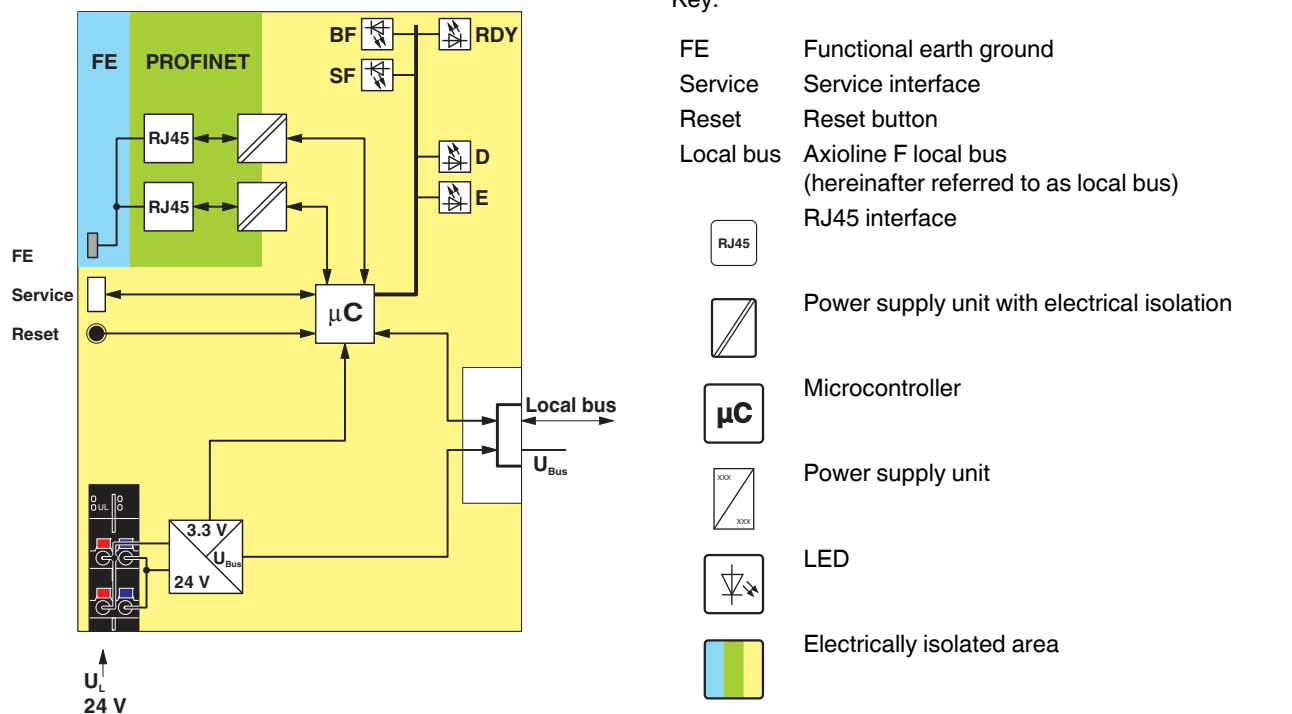 FE PROFINET
BF RDY
SF
RJ45
D
RJ45
E
FE
Service
µC
Reset
Local bus
U Bus
UL
3.3 V
U Bus
24 V
U L
24 V
FE Functional earth ground
Service Service interface
Reset Reset button
Local bus Axioline F local bus
(hereinafter referred to as local bus)
RJ45 RJ45 interface
Power supply unit with electrical isolation
µC Microcontroller
xxx Power supply unit
xxx
LED
Electrically isolated area